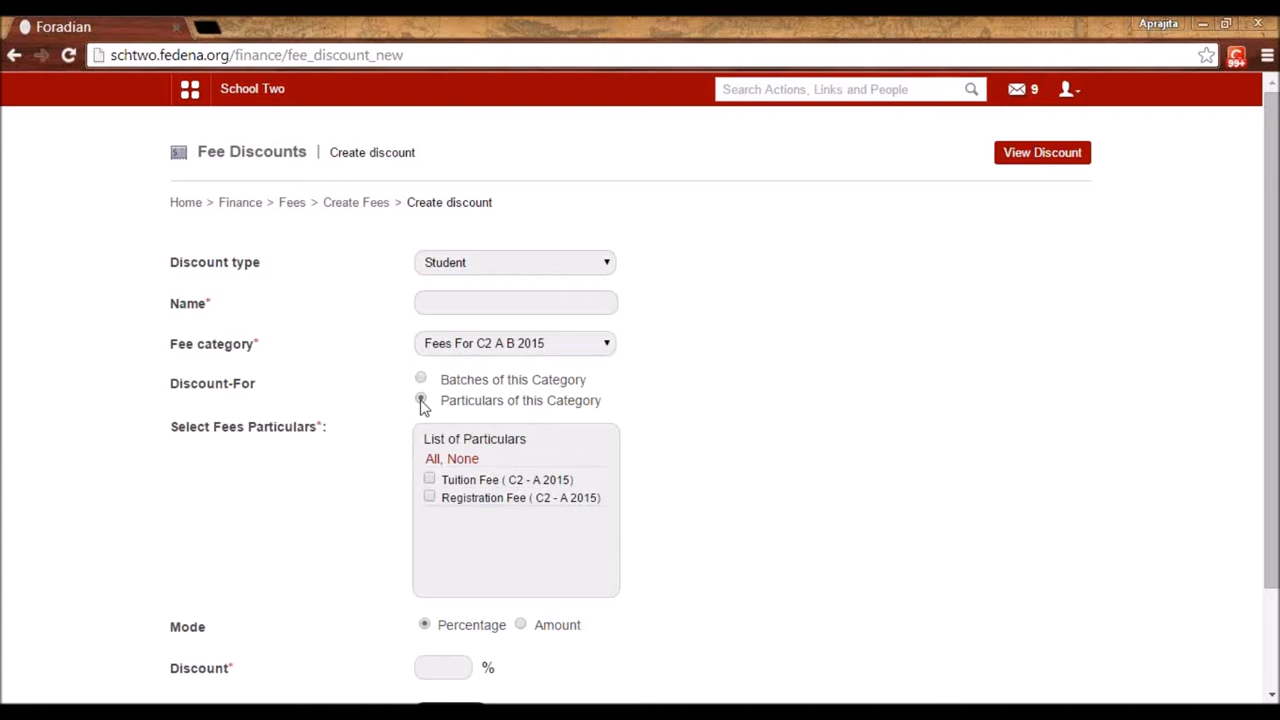 Foradian
Aprajita
schtwo.fedena.org/finance/fee_discount_new
99+
School Two
Search Actions, Links and People
9
Fee Discounts | Create discount
View Discount
Home > Finance > Fees > Create Fees > Create discount
Discount type
Student
Name*
Fee category*
Fees For C2 A B 2015
Discount-For
Batches of this Category
Particulars of this Category
Select Fees Particulars*:
List of Particulars
All, None
Tuition Fee ( C2 - A 2015)
Registration Fee ( C2 - A 2015)
Mode
Percentage
Amount
Discount*
%